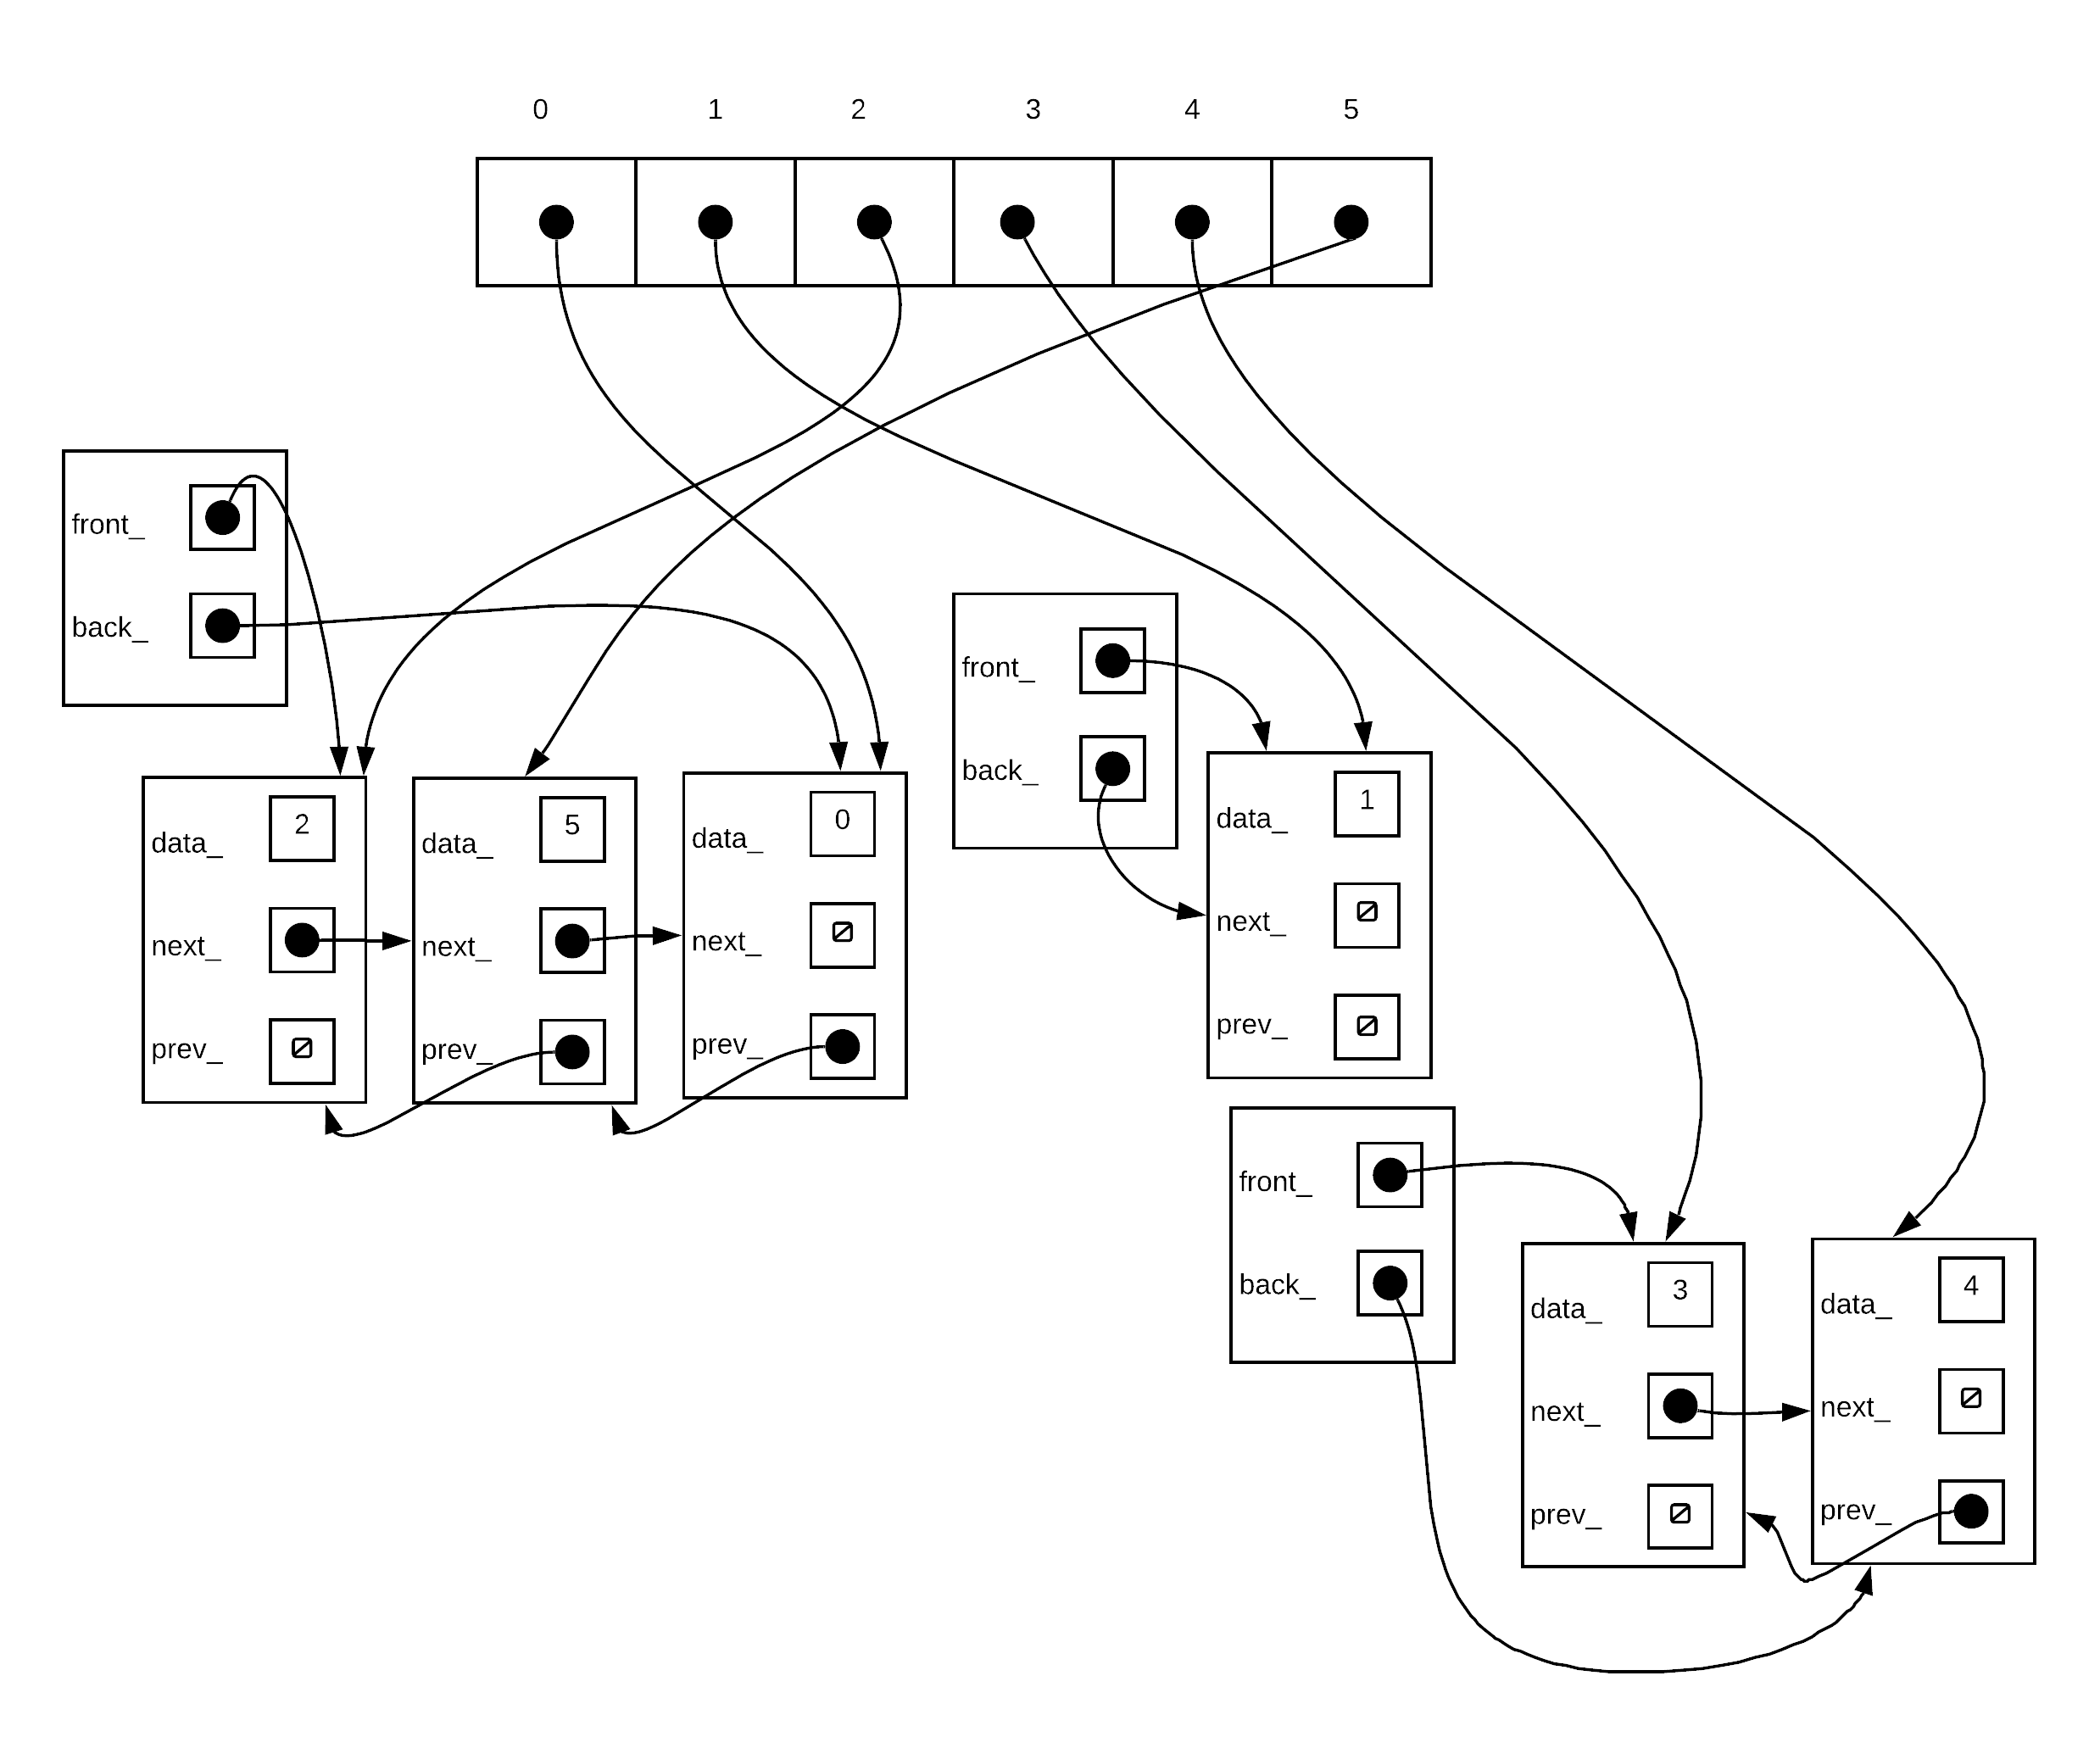 0 1 2 3 4 5
front_
back_
data_ 2
next_
prev_
data_ 5
next_
prev_
data_ 0
next_
prev_
front_
back_
data_ 1
next_
prev_
front_
back_
data_ 3
next_
prev_
data_ 4
next_
prev_